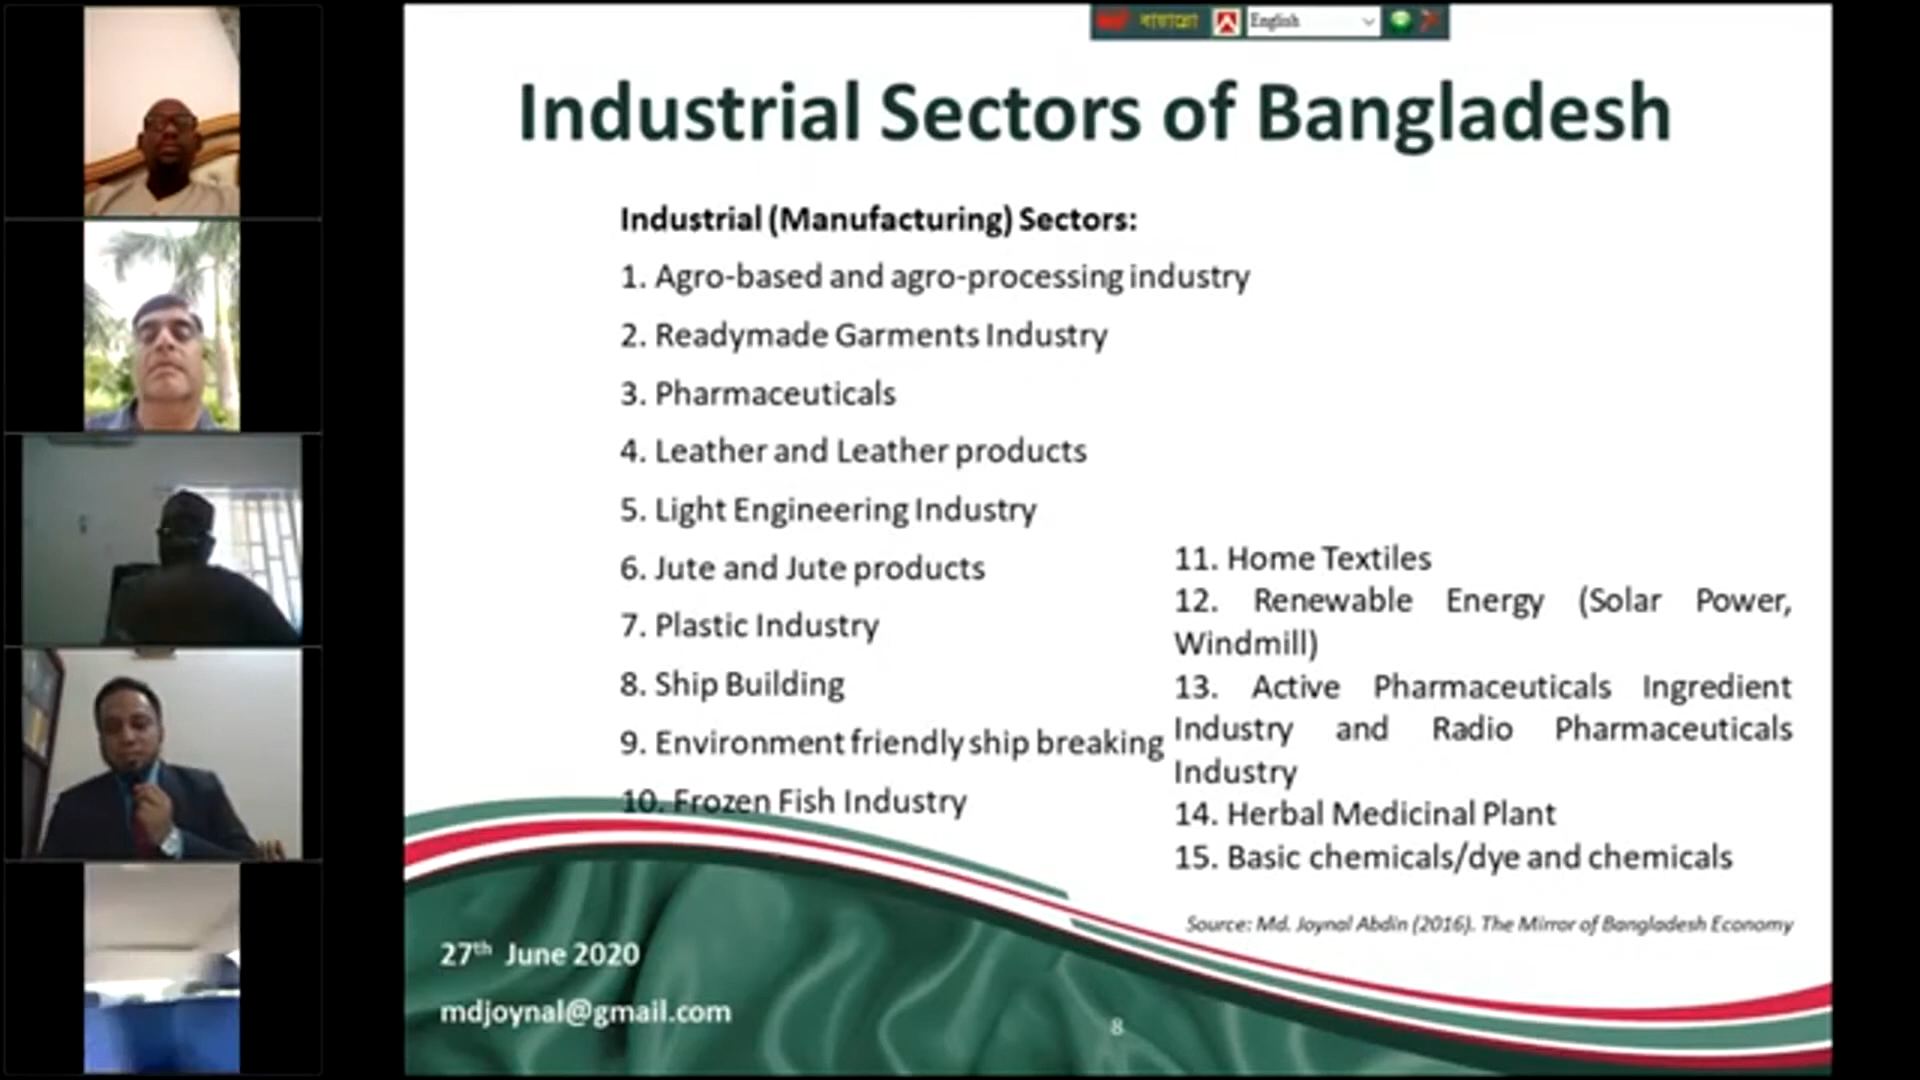 English
Industrial Sectors of Bangladesh
Industrial (Manufacturing) Sectors:
1. Agro-based and agro-processing industry
2. Readymade Garments Industry
3. Pharmaceuticals
4. Leather and Leather products
5. Light Engineering Industry
6. Jute and Jute products
7. Plastic Industry
8. Ship Building
9. Environment friendly ship breaking
10. Frozen Fish Industry
11. Home Textiles
12. Renewable Energy (Solar Power,
Windmill)
13. Active Pharmaceuticals Ingredient
Industry and Radio Pharmaceuticals
Industry
14. Herbal Medicinal Plant
15. Basic chemicals/dye and chemicals
Source: Md. Joynal Abdin (2016). The Mirror of Bangladesh Economy
27th June 2020
mdjoynal@gmail.com
8